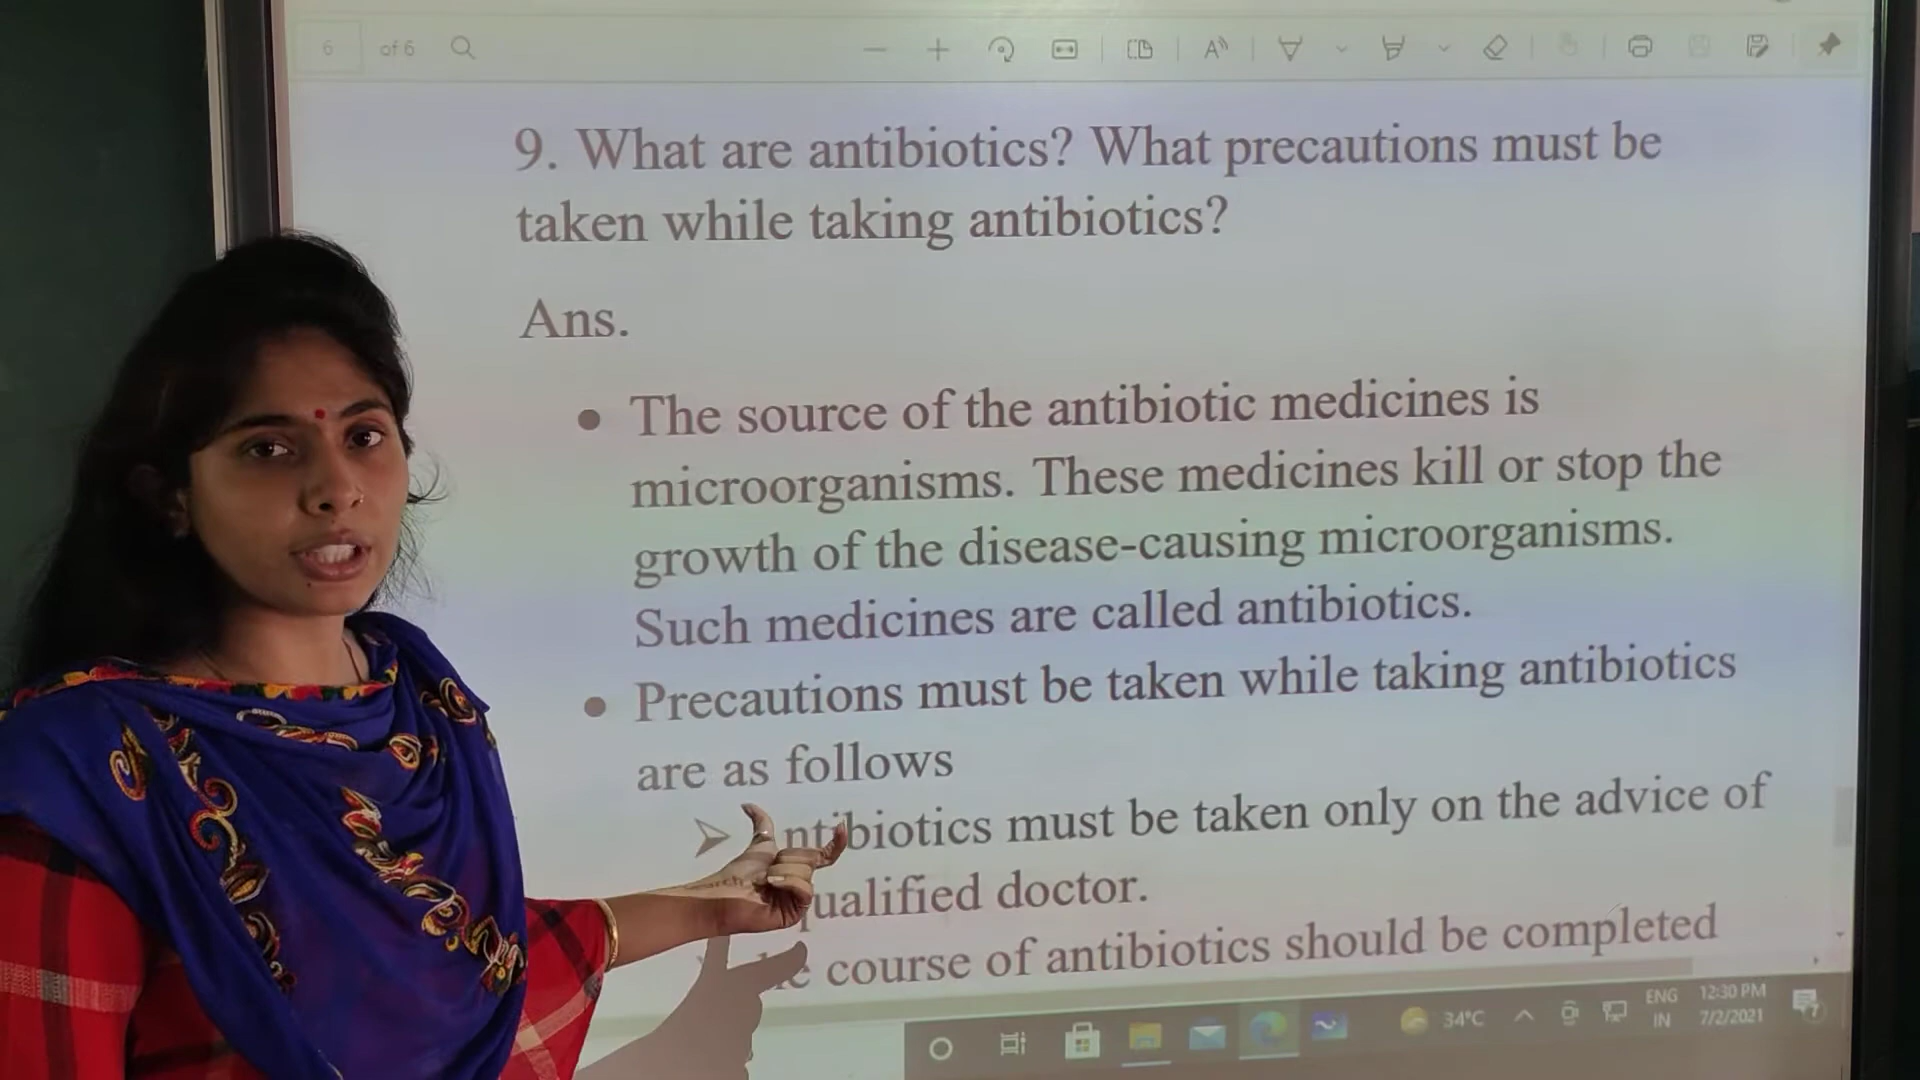 6 of 6
9. What are antibiotics? What precautions must be
taken while taking antibiotics?
Ans.
• The source of the antibiotic medicines is
microorganisms. These medicines kill or stop the
growth of the disease-causing microorganisms.
Such medicines are called antibiotics.
• Precautions must be taken while taking antibiotics
are as follows
➢ ntibiotics must be taken only on the advice of
ualified doctor.
course of antibiotics should be completed
34°C ENG 12:30 PM
IN 7/2/2021